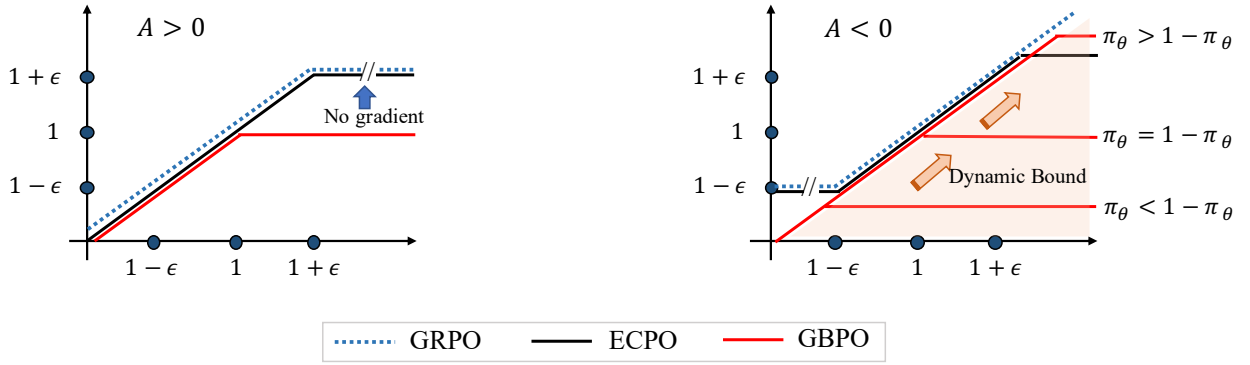 A > 0
1 + ϵ
1
1 − ϵ
No gradient
1 − ϵ
1
1 + ϵ
A < 0
1 + ϵ
1
1 − ϵ
π_θ > 1 − π_θ
π_θ = 1 − π_θ
Dynamic Bound
π_θ < 1 − π_θ
1 − ϵ
1
1 + ϵ
GRPO
ECPO
GBPO